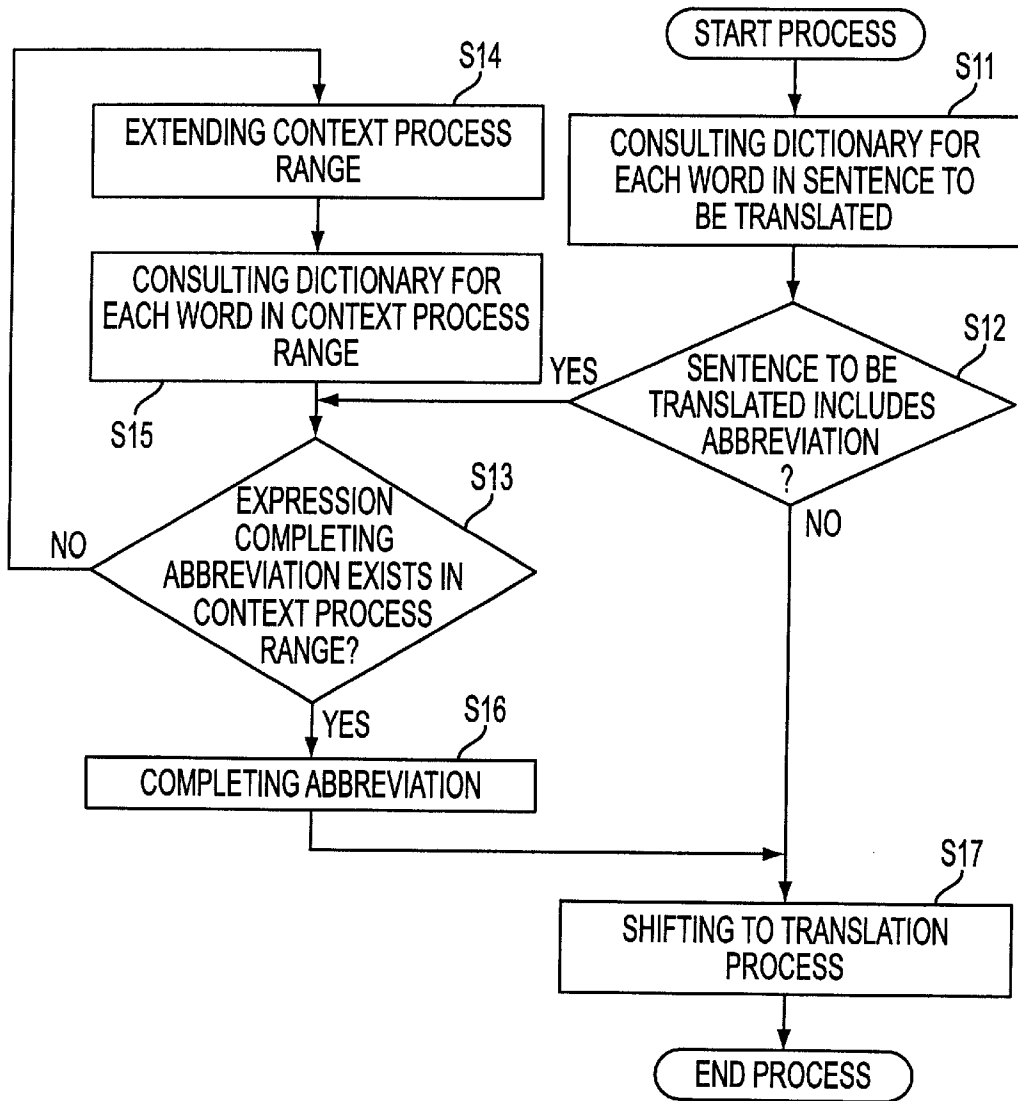 START PROCESS
S11
CONSULTING DICTIONARY FOR
EACH WORD IN SENTENCE TO
BE TRANSLATED
S12
SENTENCE TO BE
TRANSLATED INCLUDES
ABBREVIATION
?
YES
NO
S14
EXTENDING CONTEXT PROCESS
RANGE
CONSULTING DICTIONARY FOR
EACH WORD IN CONTEXT PROCESS
RANGE
S15
S13
EXPRESSION
COMPLETING
ABBREVIATION EXISTS IN
CONTEXT PROCESS
RANGE?
NO
YES
S16
COMPLETING ABBREVIATION
S17
SHIFTING TO TRANSLATION
PROCESS
END PROCESS